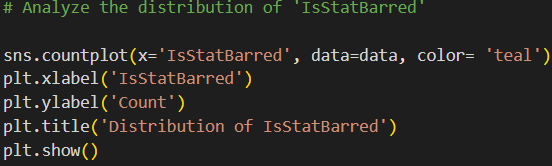 # Analyze the distribution of 'IsStatBarred'
sns.countplot(x='IsStatBarred', data=data, color= 'teal')
plt.xlabel('IsStatBarred')
plt.ylabel('Count')
plt.title('Distribution of IsStatBarred')
plt.show()